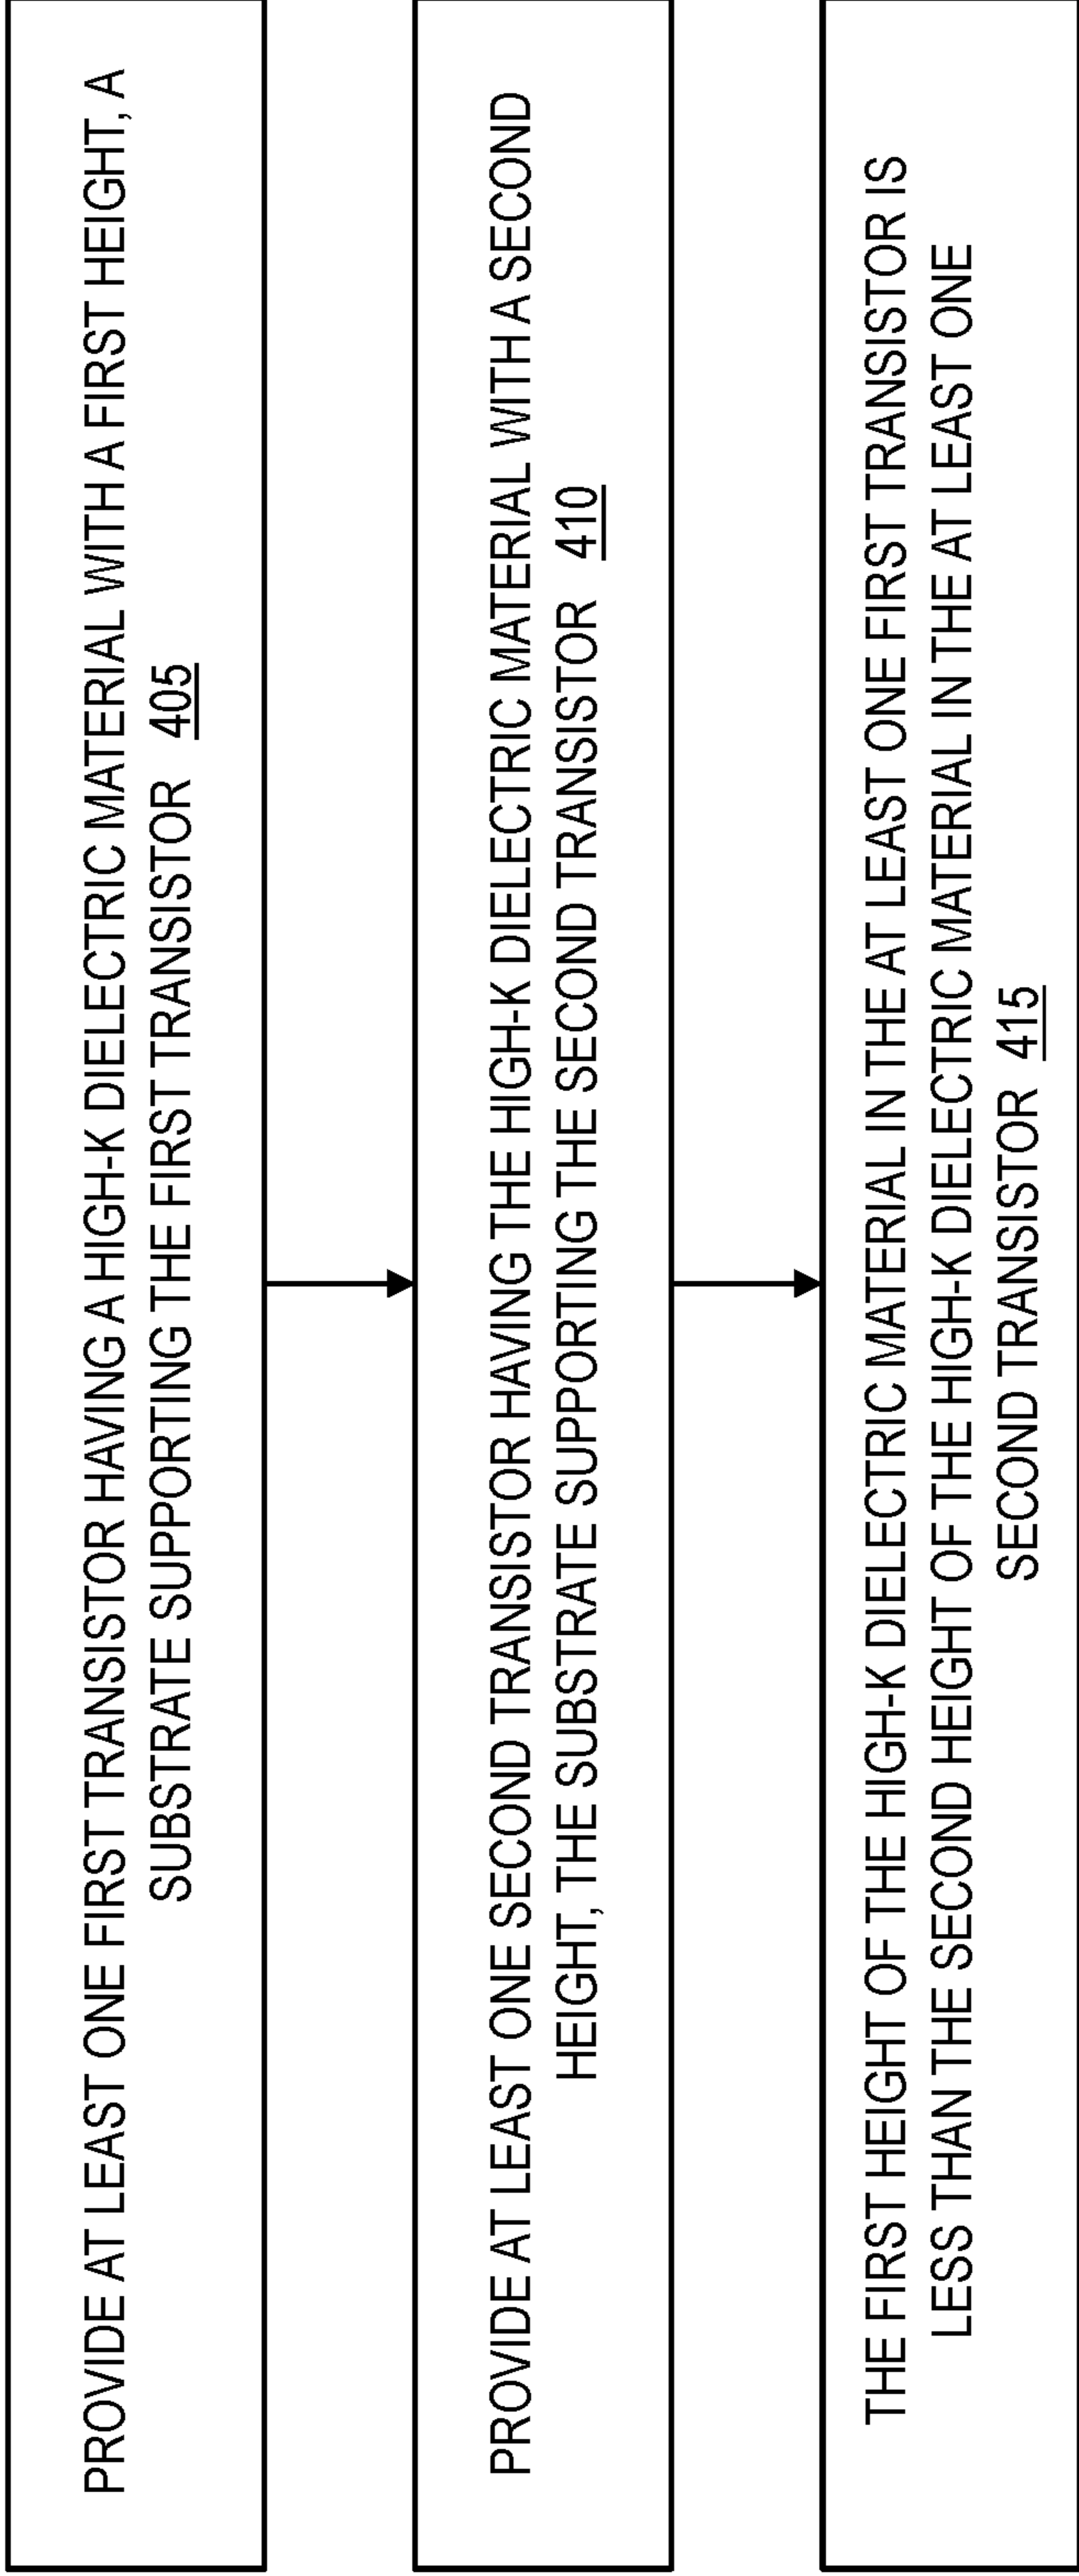 PROVIDE AT LEAST ONE FIRST TRANSISTOR HAVING A HIGH-K DIELECTRIC MATERIAL WITH A FIRST HEIGHT, A
SUBSTRATE SUPPORTING THE FIRST TRANSISTOR 405
PROVIDE AT LEAST ONE SECOND TRANSISTOR HAVING THE HIGH-K DIELECTRIC MATERIAL WITH A SECOND
HEIGHT, THE SUBSTRATE SUPPORTING THE SECOND TRANSISTOR 410
THE FIRST HEIGHT OF THE HIGH-K DIELECTRIC MATERIAL IN THE AT LEAST ONE FIRST TRANSISTOR IS
LESS THAN THE SECOND HEIGHT OF THE HIGH-K DIELECTRIC MATERIAL IN THE AT LEAST ONE
SECOND TRANSISTOR 415